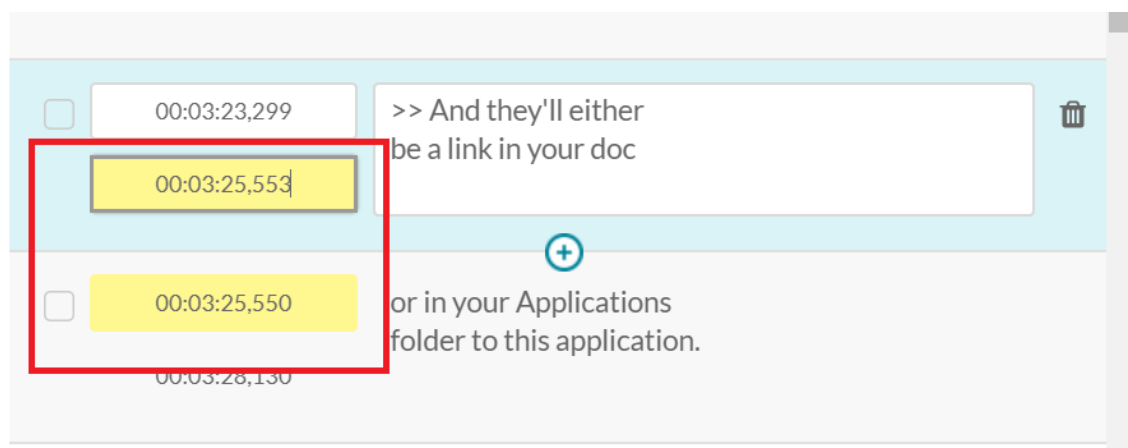 00:03:23,299
>> And they'll either
be a link in your doc
00:03:25,553
00:03:25,550
or in your Applications
folder to this application.
00:03:28,130